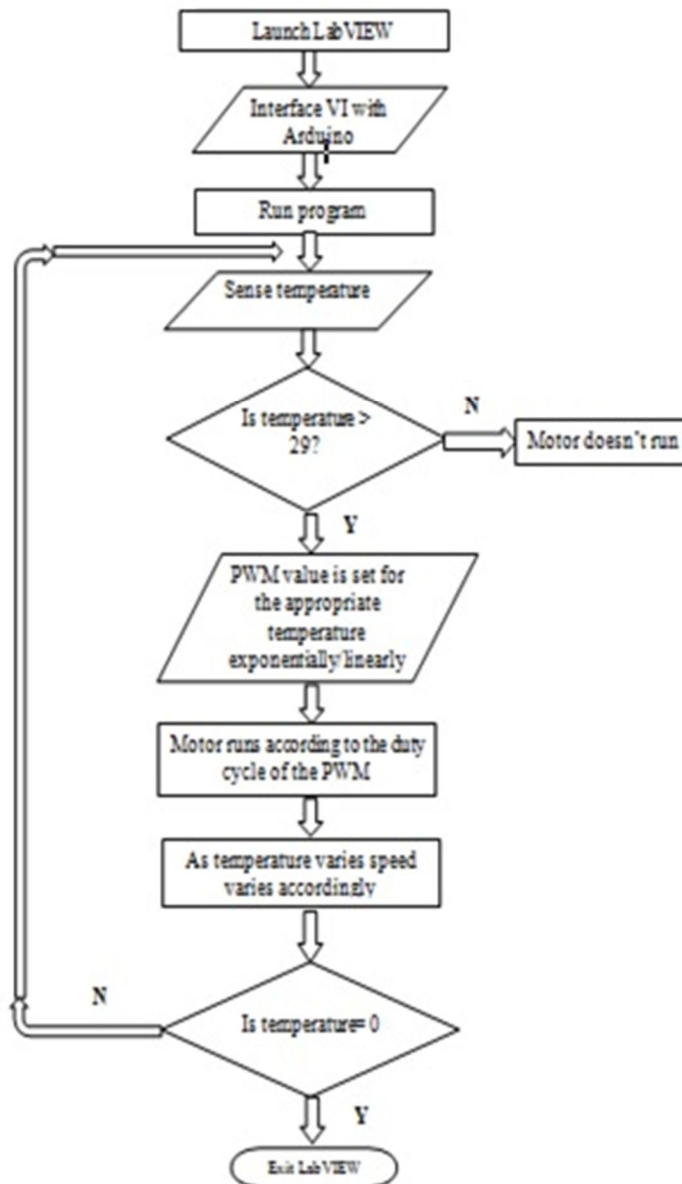 Launch LabVIEW
Interface VI with
Arduino
Run program
Sense temperature
Is temperature >
29?
N
Motor doesn't run
Y
PWM value is set for
the appropriate
temperature
exponentially/linearly
Motor runs according to the duty
cycle of the PWM
As temperature varies speed
varies accordingly
N
Is temperature= 0
Y
Exit LabVIEW